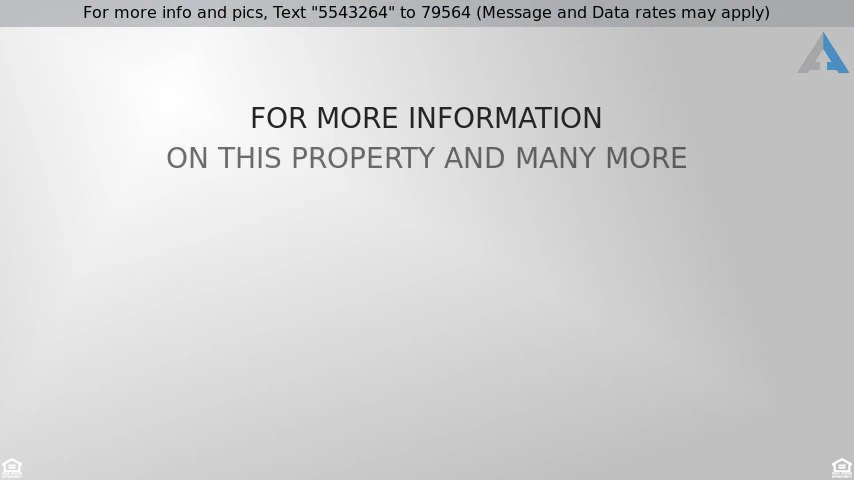 For more info and pics, Text "5543264" to 79564 (Message and Data rates may apply)
FOR MORE INFORMATION
ON THIS PROPERTY AND MANY MORE